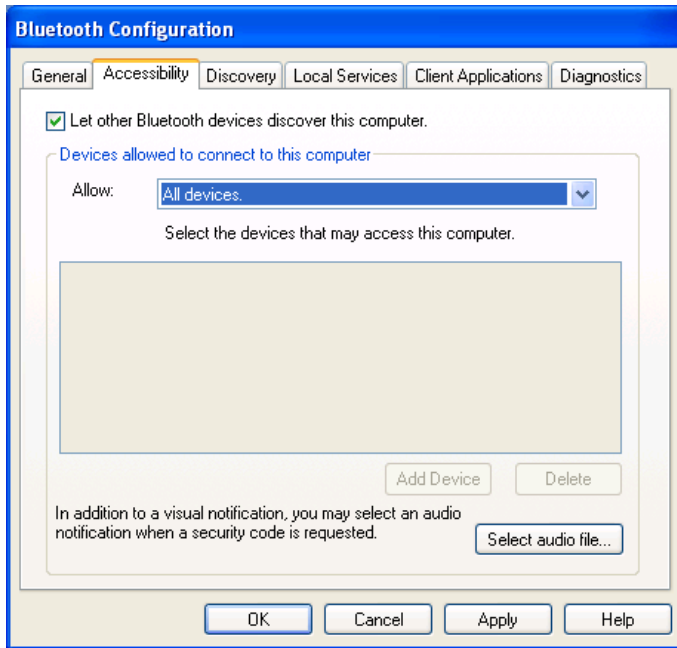 Bluetooth Configuration
General Accessibility Discovery Local Services Client Applications Diagnostics
Let other Bluetooth devices discover this computer.
Devices allowed to connect to this computer
Allow: All devices.
Select the devices that may access this computer.
Add Device Delete
In addition to a visual notification, you may select an audio
notification when a security code is requested.
Select audio file...
OK Cancel Apply Help